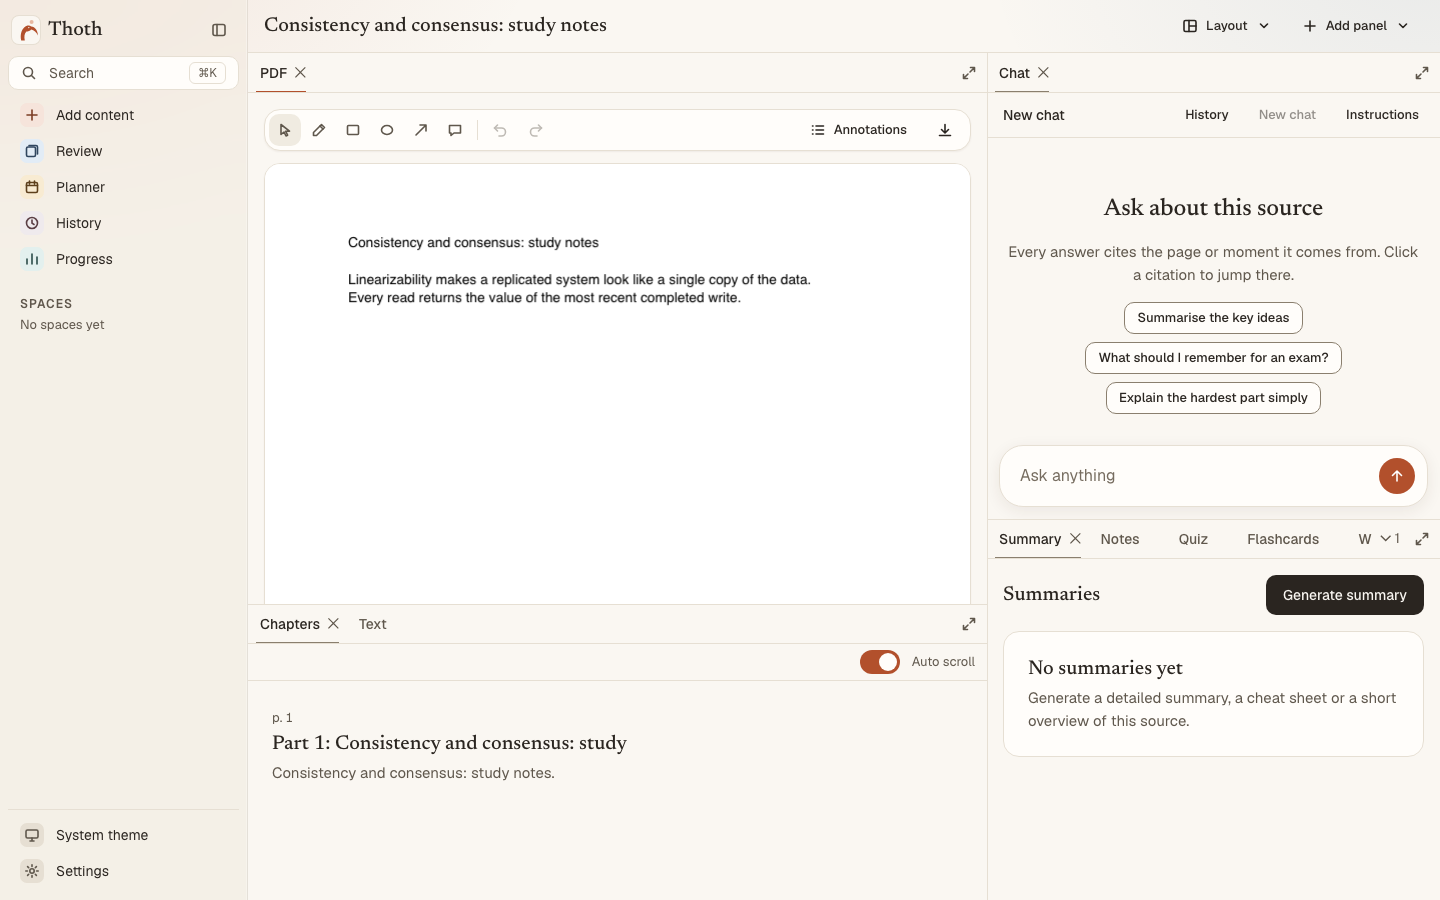 Thoth
Search ⌘K
Add content
Review
Planner
History
Progress
SPACES
No spaces yet
System theme
Settings
Consistency and consensus: study notes
Layout
Add panel
PDF
Annotations
Consistency and consensus: study notes
Linearizability makes a replicated system look like a single copy of the data.
Every read returns the value of the most recent completed write.
Chapters
Text
Auto scroll
p. 1
Part 1: Consistency and consensus: study
Consistency and consensus: study notes.
Chat
New chat
History
New chat
Instructions
Ask about this source
Every answer cites the page or moment it comes from. Click
a citation to jump there.
Summarise the key ideas
What should I remember for an exam?
Explain the hardest part simply
Ask anything
Summary
Notes
Quiz
Flashcards
W
1
Summaries
Generate summary
No summaries yet
Generate a detailed summary, a cheat sheet or a short
overview of this source.